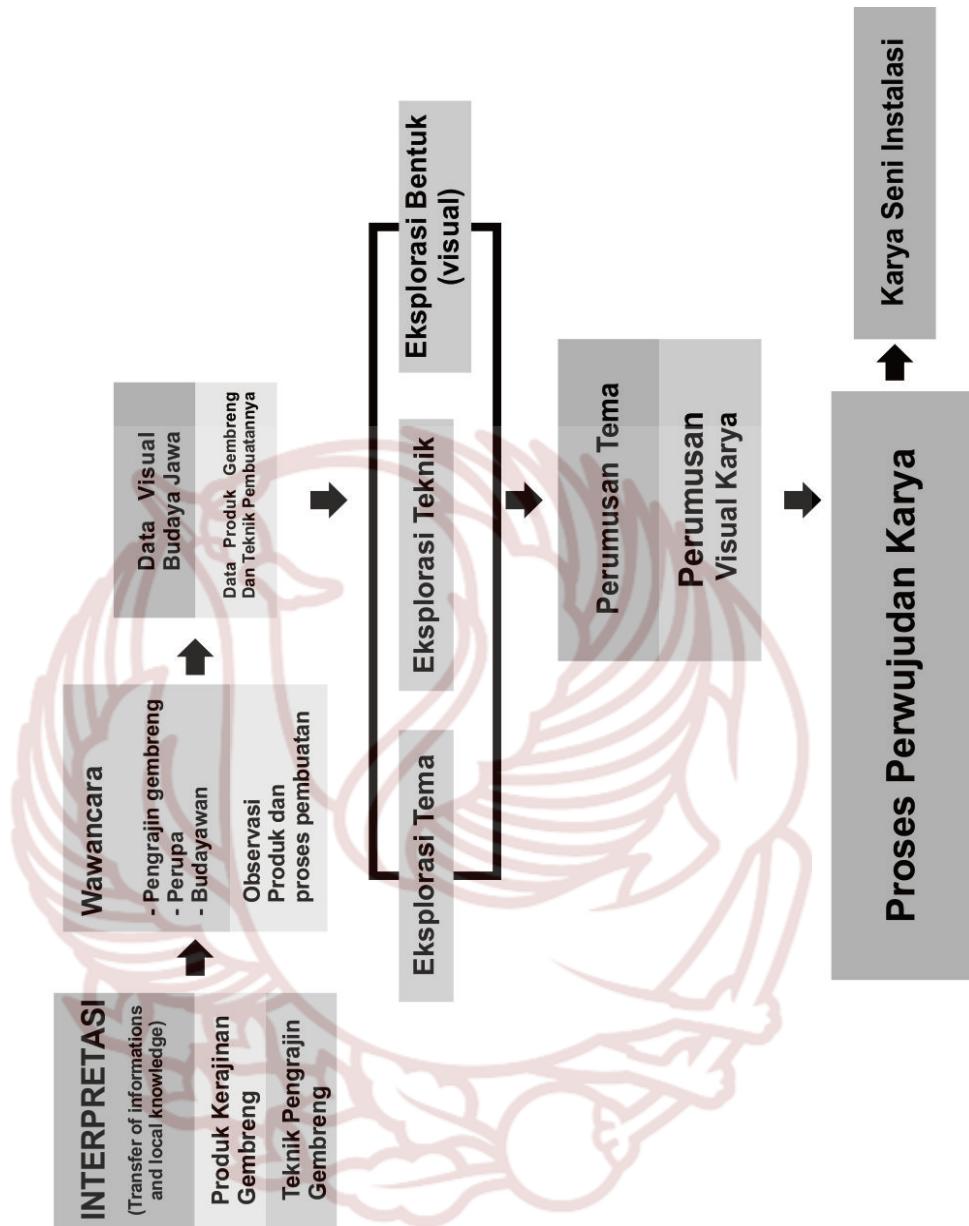 INTERPRETASI
(Transfer of informations
and local knowledge)
Produk Kerajinan
Gembreng
Teknik Pengrajin
Gembreng
Wawancara
- Pengrajin gembreng
- Perupa
- Budayawan
Observasi
Produk dan
proses pembuatan
Data Visual
Budaya Jawa
Data Produk Gembreng
Dan Teknik Pembuatannya
Eksplorasi Tema
Eksplorasi Teknik
Eksplorasi Bentuk
(visual)
Perumusan Tema
Perumusan
Visual Karya
Proses Perwujudan Karya
Karya Seni Instalasi